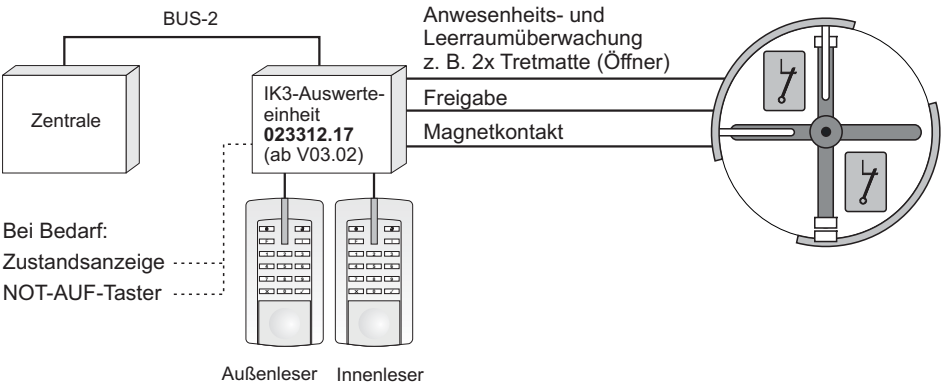 BUS-2
Zentrale
IK3-Auswerte-
einheit
023312.17
(ab V03.02)
Anwesenheits- und
Leerraumüberwachung
z. B. 2x Tretmatte (Öffner)
Freigabe
Magnetkontakt
Bei Bedarf:
Zustandsanzeige
NOT-AUF-Taster
Außenleser
Innenleser